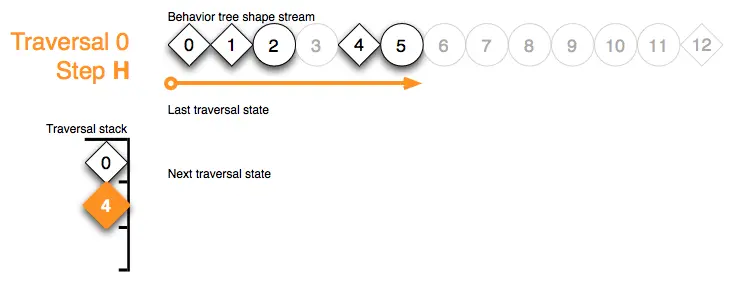 Behavior tree shape stream
Traversal 0
Step H
0 1 2 3 4 5 6 7 8 9 10 11 12
Last traversal state
Traversal stack
0
Next traversal state
4